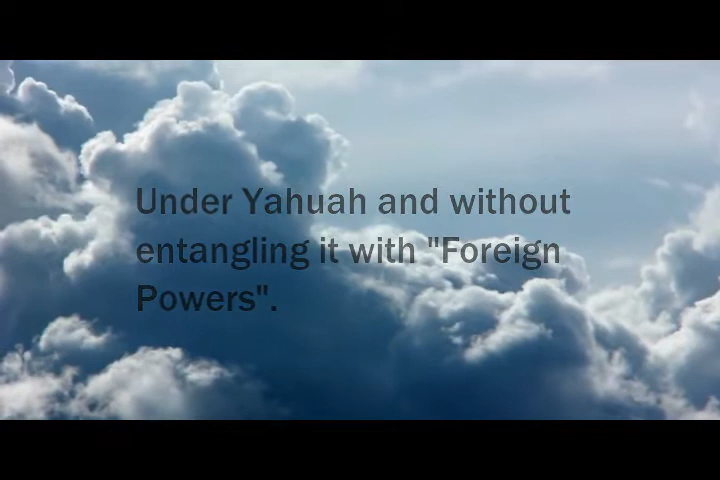 Under Yahuah and without
entangling it with "Foreign
Powers".